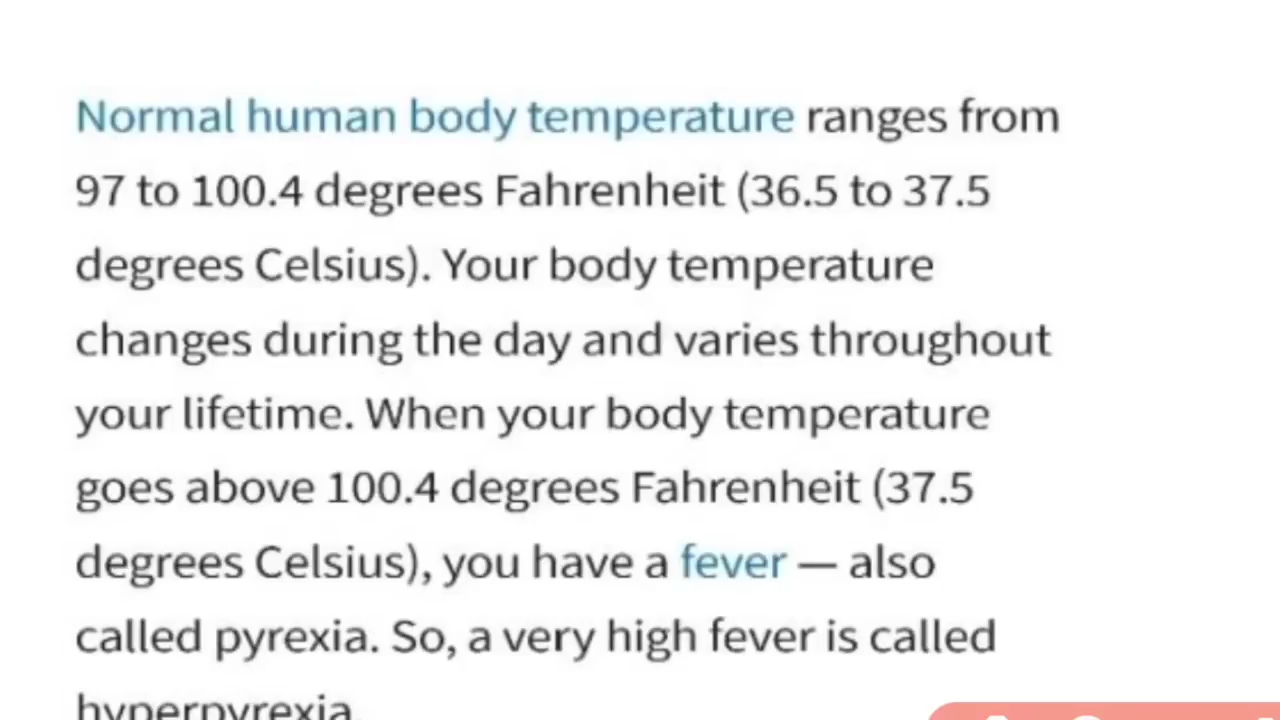 Normal human body temperature ranges from
97 to 100.4 degrees Fahrenheit (36.5 to 37.5
degrees Celsius). Your body temperature
changes during the day and varies throughout
your lifetime. When your body temperature
goes above 100.4 degrees Fahrenheit (37.5
degrees Celsius), you have a fever — also
called pyrexia. So, a very high fever is called
hyperpyrexia.